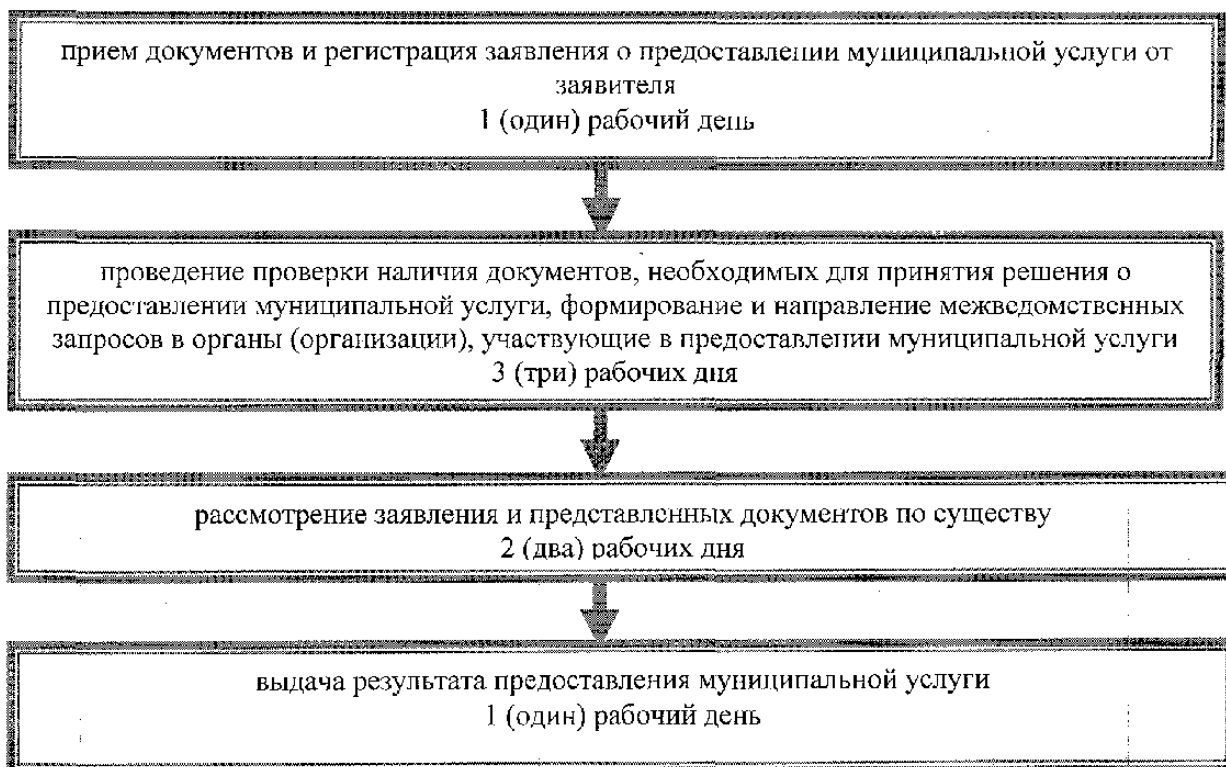 прием документов и регистрация заявления о предоставлении муниципальной услуги от
заявителя
1 (один) рабочий день
проведение проверки наличия документов, необходимых для принятия решения о
предоставлении муниципальной услуги, формирование и направление межведомственных
запросов в органы (организации), участвующие в предоставлении муниципальной услуги
3 (три) рабочих дня
рассмотрение заявления и представленных документов по существу
2 (два) рабочих дня
выдача результата предоставления муниципальной услуги
1 (один) рабочий день